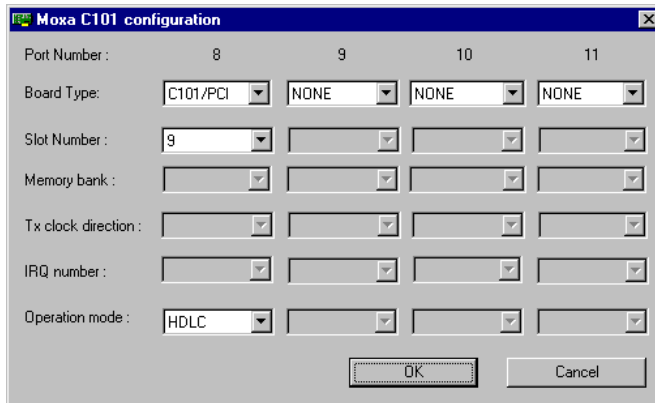 Moxa C101 configuration
Port Number : 8 9 10 11
Board Type: C101/PCI NONE NONE NONE
Slot Number : 9
Memory bank :
Tx clock direction :
IRQ number :
Operation mode : HDLC
OK Cancel